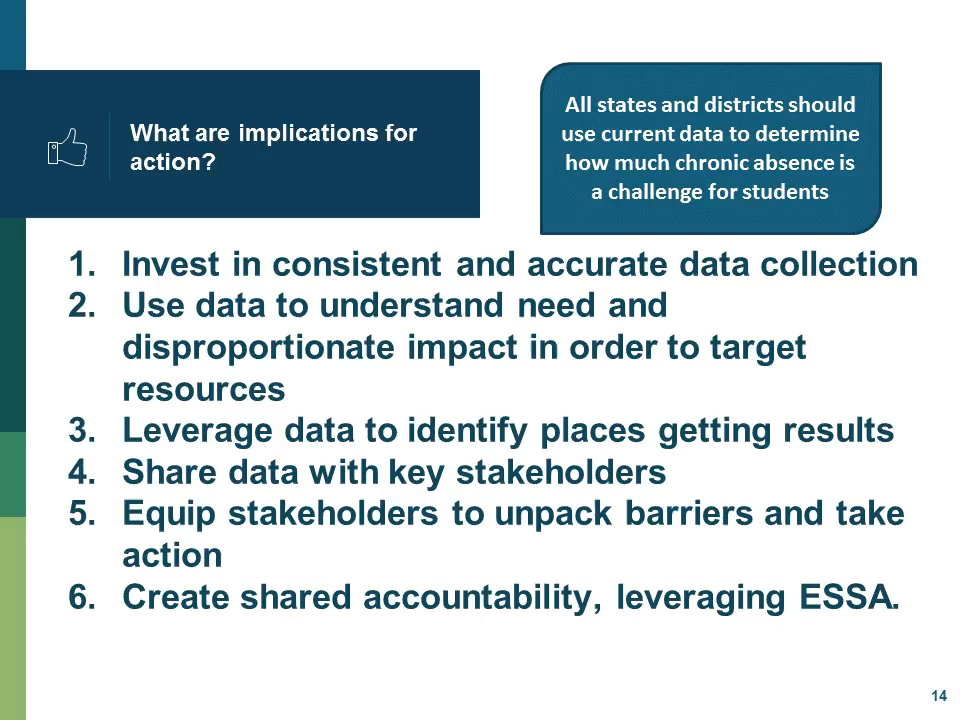 What are implications for
action?
All states and districts should
use current data to determine
how much chronic absence is
a challenge for students
1. Invest in consistent and accurate data collection
2. Use data to understand need and
disproportionate impact in order to target
resources
3. Leverage data to identify places getting results
4. Share data with key stakeholders
5. Equip stakeholders to unpack barriers and take
action
6. Create shared accountability, leveraging ESSA.
14